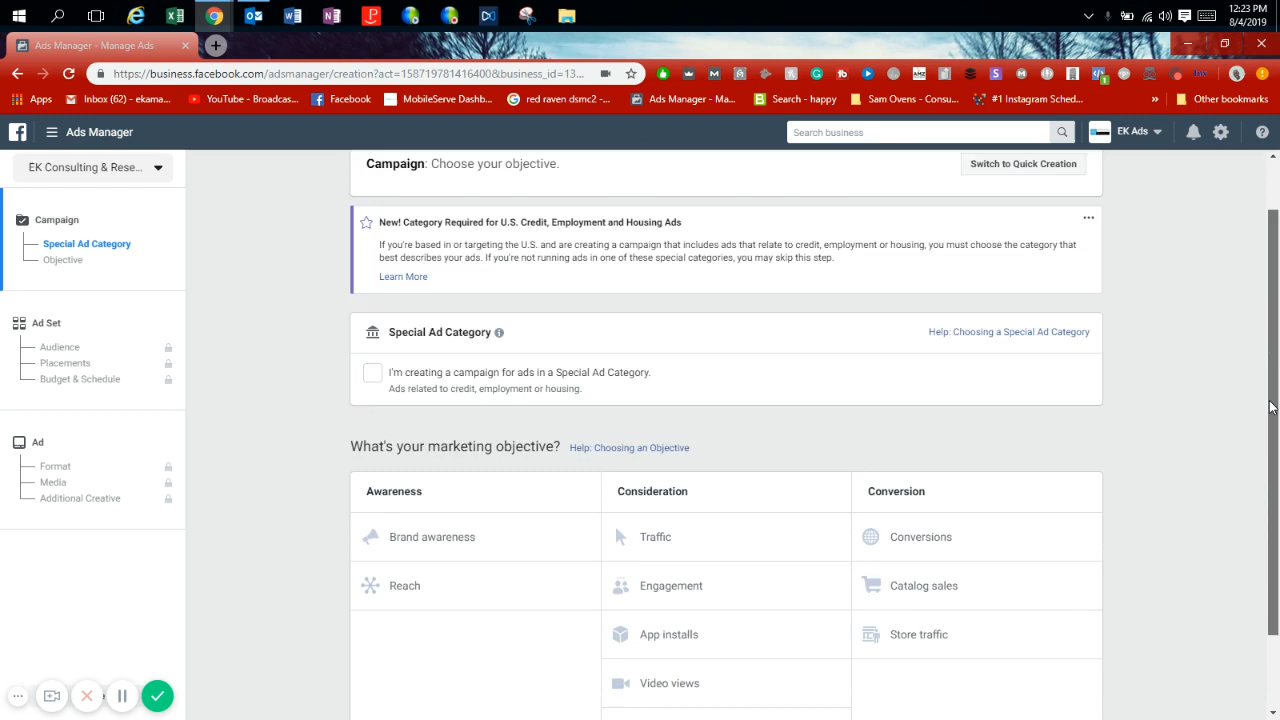 12:23 PM
8/4/2019
Ads Manager - Manage Ads
https://business.facebook.com/adsmanager/creation?act=1587197814164008&business_id=13...
Apps
Inbox (62) - ekama...
YouTube - Broadcas...
Facebook
MobileServe Dashb...
red raven dsmc2 -...
Ads Manager - Ma...
Search - happy
Sam Ovens - Consu...
#1 Instagram Sched...
»
Other bookmarks
Ads Manager
Search business
EK Ads
EK Consulting & Rese...
Campaign
Special Ad Category
Objective
Ad Set
Audience
Placements
Budget & Schedule
Ad
Format
Media
Additional Creative
Campaign: Choose your objective.
Switch to Quick Creation
New! Category Required for U.S. Credit, Employment and Housing Ads
If you're based in or targeting the U.S. and are creating a campaign that includes ads that relate to credit, employment or housing, you must choose the category that
best describes your ads. If you're not running ads in one of these special categories, you may skip this step.
Learn More
Special Ad Category
Help: Choosing a Special Ad Category
I'm creating a campaign for ads in a Special Ad Category.
Ads related to credit, employment or housing.
What's your marketing objective?
Help: Choosing an Objective
Awareness
Consideration
Conversion
Brand awareness
Traffic
Conversions
Reach
Engagement
Catalog sales
App installs
Store traffic
Video views